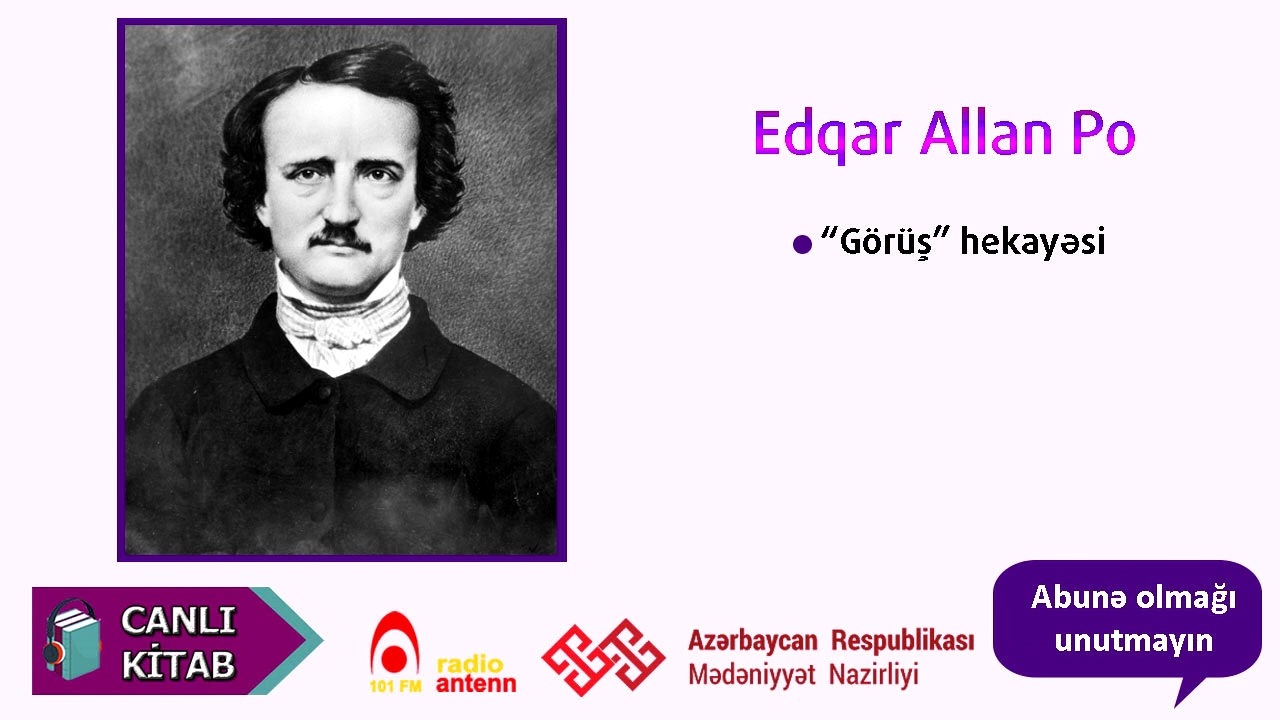 Edqar Allan Po
“Görüş” hekayəsi
CANLI
KİTAB
101 FM
radio
antenn
Azərbaycan Respublikası
Mədəniyyət Nazirliyi
Abunə olmağı
unutmayın